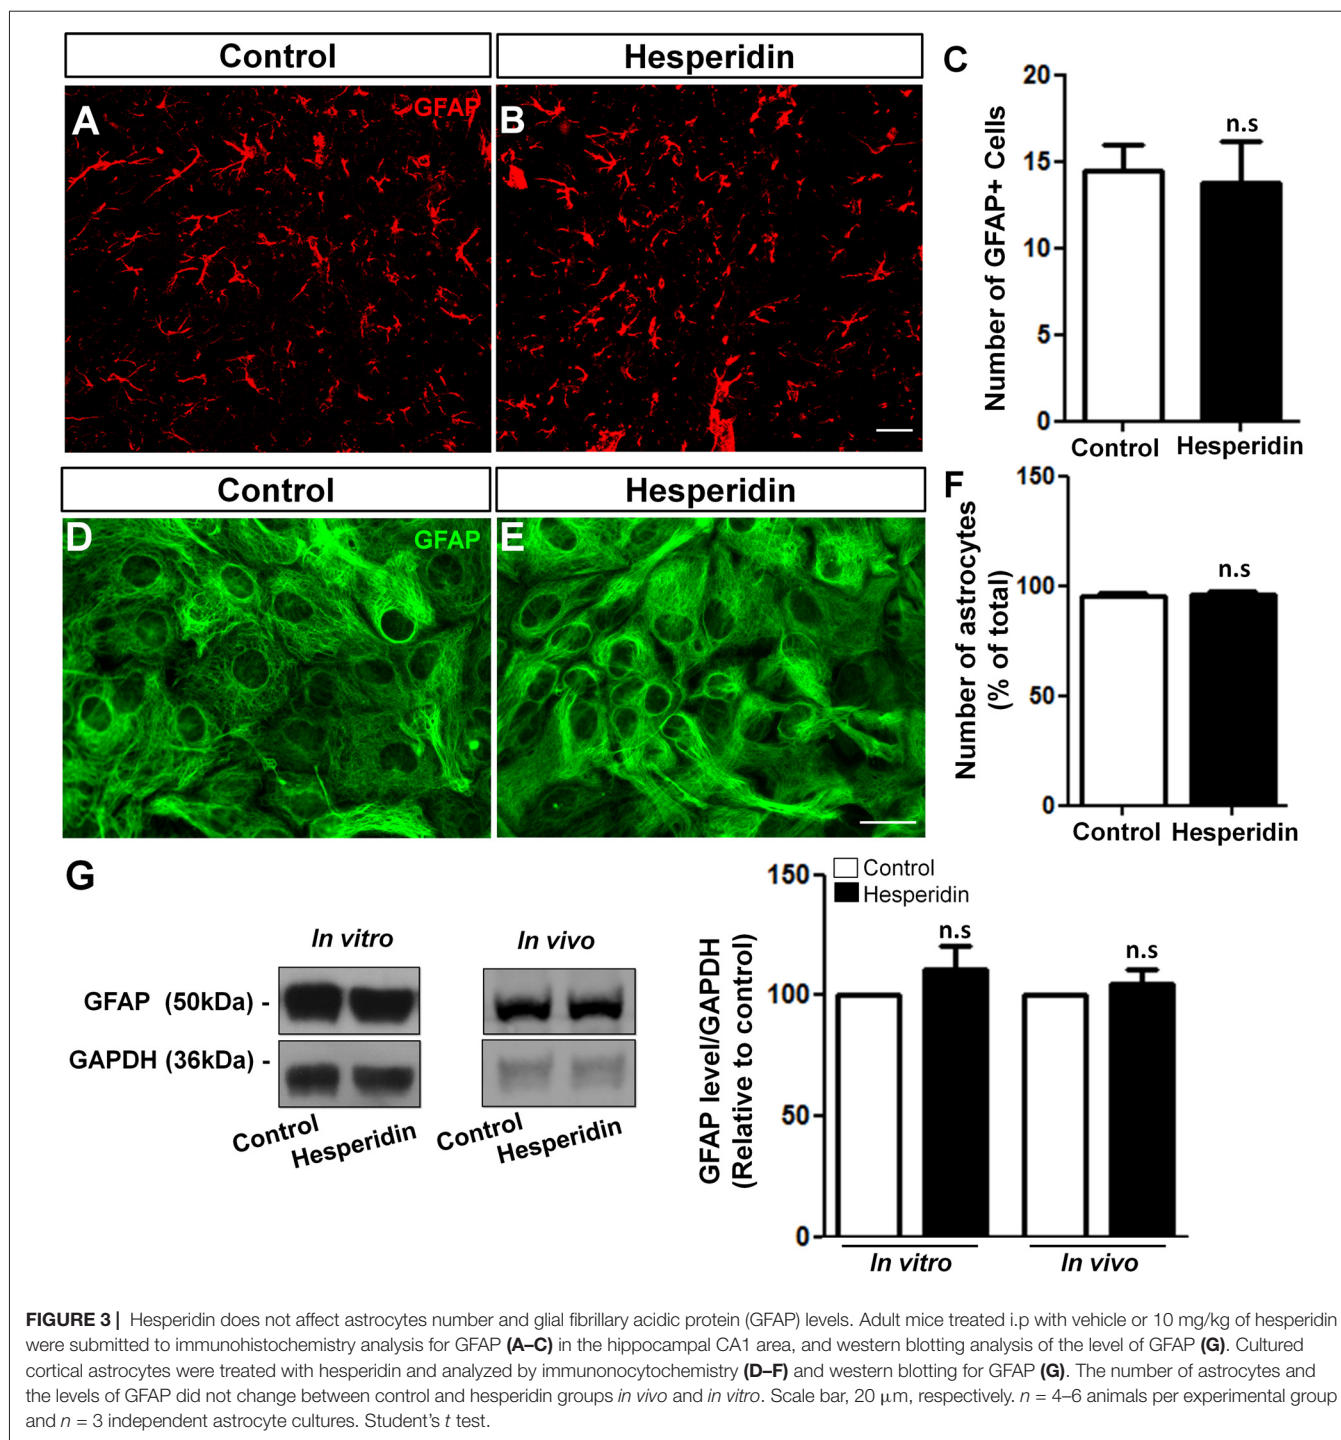 Control
Hesperidin
A
GFAP
B
C
20
15
10
5
0
Number of GFAP+ Cells
n.s
Control
Hesperidin
Control
Hesperidin
D
GFAP
E
F
150
100
50
0
Number of astrocytes
(% of total)
n.s
Control
Hesperidin
G
In vitro
In vivo
GFAP (50kDa) -
GAPDH (36kDa) -
Control
Hesperidin
Control
Hesperidin
Control
Hesperidin
150
100
50
0
GFAP level/GAPDH
(Relative to control)
n.s
n.s
In vitro
In vivo
FIGURE 3 | Hesperidin does not affect astrocytes number and glial fibrillary acidic protein (GFAP) levels. Adult mice treated i.p with vehicle or 10 mg/kg of hesperidin
were submitted to immunohistochemistry analysis for GFAP (A–C) in the hippocampal CA1 area, and western blotting analysis of the level of GFAP (G). Cultured
cortical astrocytes were treated with hesperidin and analyzed by immunonocytochemistry (D–F) and western blotting for GFAP (G). The number of astrocytes and
the levels of GFAP did not change between control and hesperidin groups in vivo and in vitro. Scale bar, 20 μm, respectively. n = 4–6 animals per experimental group
and n = 3 independent astrocyte cultures. Student's t test.